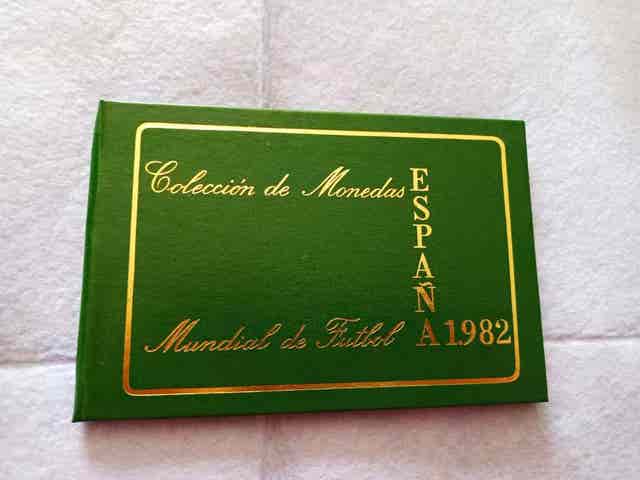 Colección de Monedas
ESPAÑA 1.982
Mundial de Futbol